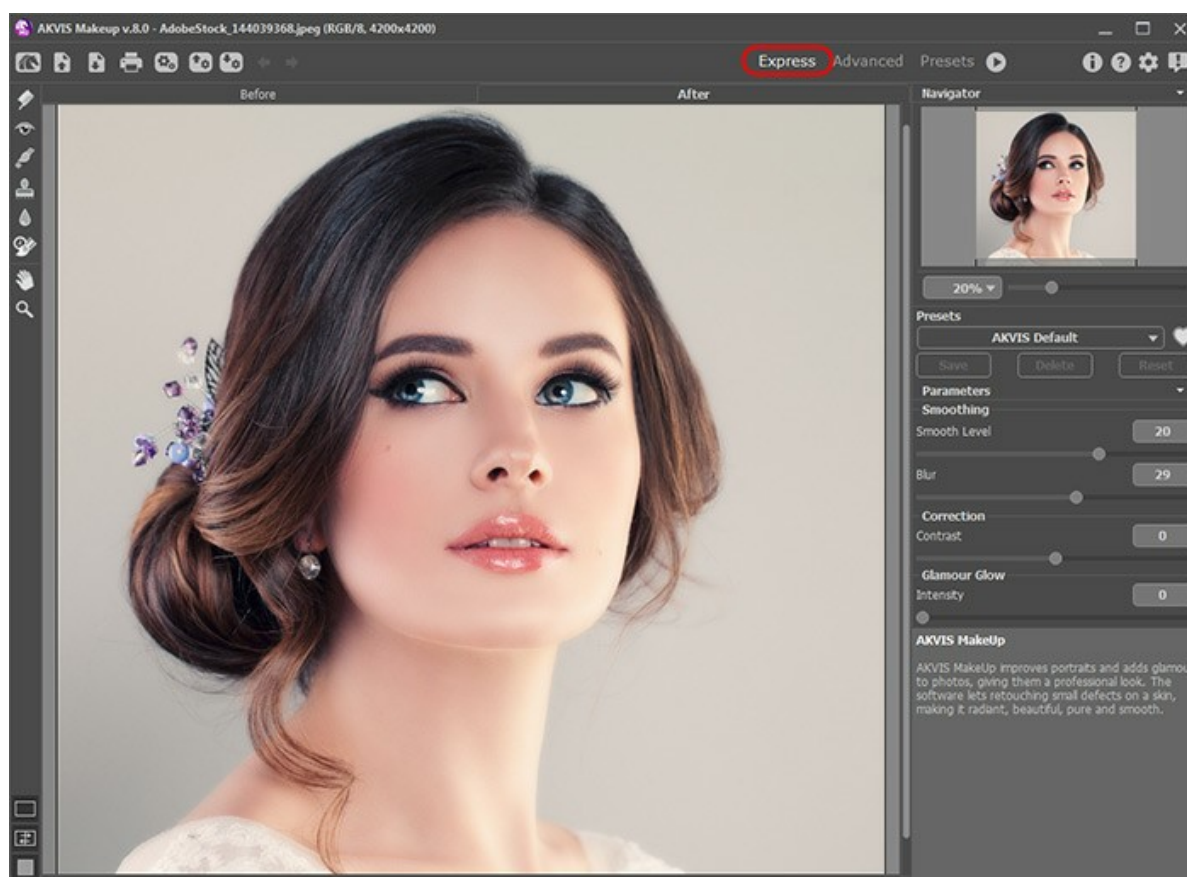 AKVIS Makeup v.8.0 - AdobeStock_144039368.jpeg (RGB/8, 4200x4200)
Express Advanced Presets
Before After
Navigator
20%
Presets
AKVIS Default
Save Delete Reset
Parameters
Smoothing
Smooth Level 20
Blur 29
Correction
Contrast 0
Glamour Glow
Intensity 0
AKVIS MakeUp
AKVIS MakeUp improves portraits and adds glamou
to photos, giving them a professional look. The
software lets retouching small defects on a skin,
making it radiant, beautiful, pure and smooth.